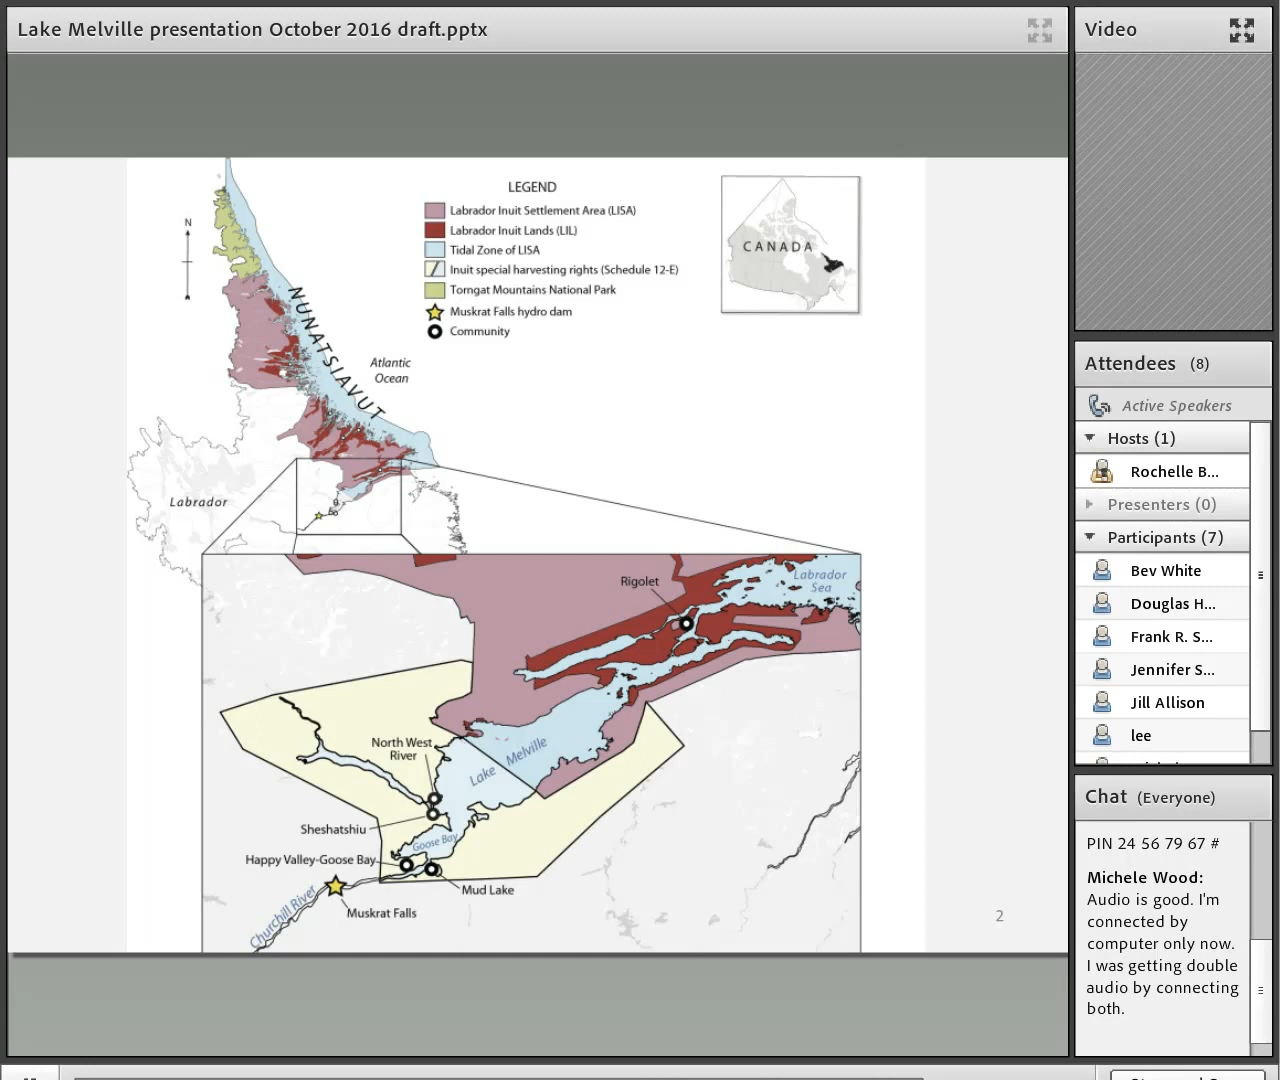 Lake Melville presentation October 2016 draft.pptx
Video
N
LEGEND
Labrador Inuit Settlement Area (LISA)
Labrador Inuit Lands (LIL)
Tidal Zone of LISA
Inuit special harvesting rights (Schedule 12-E)
Torngat Mountains National Park
Muskrat Falls hydro dam
Community
CANADA
NUNATSIAVUT
Atlantic
Ocean
Labrador
Rigolet
Labrador
Sea
North West
River
Lake Melville
Sheshatshiu
Goose Bay
Happy Valley-Goose Bay
Mud Lake
Churchill River
Muskrat Falls
2
Attendees (8)
Active Speakers
Hosts (1)
Rochelle B...
Presenters (0)
Participants (7)
Bev White
Douglas H...
Frank R. S...
Jennifer S...
Jill Allison
lee
Chat (Everyone)
PIN 24 56 79 67 #
Michele Wood:
Audio is good. I'm
connected by
computer only now.
I was getting double
audio by connecting
both.